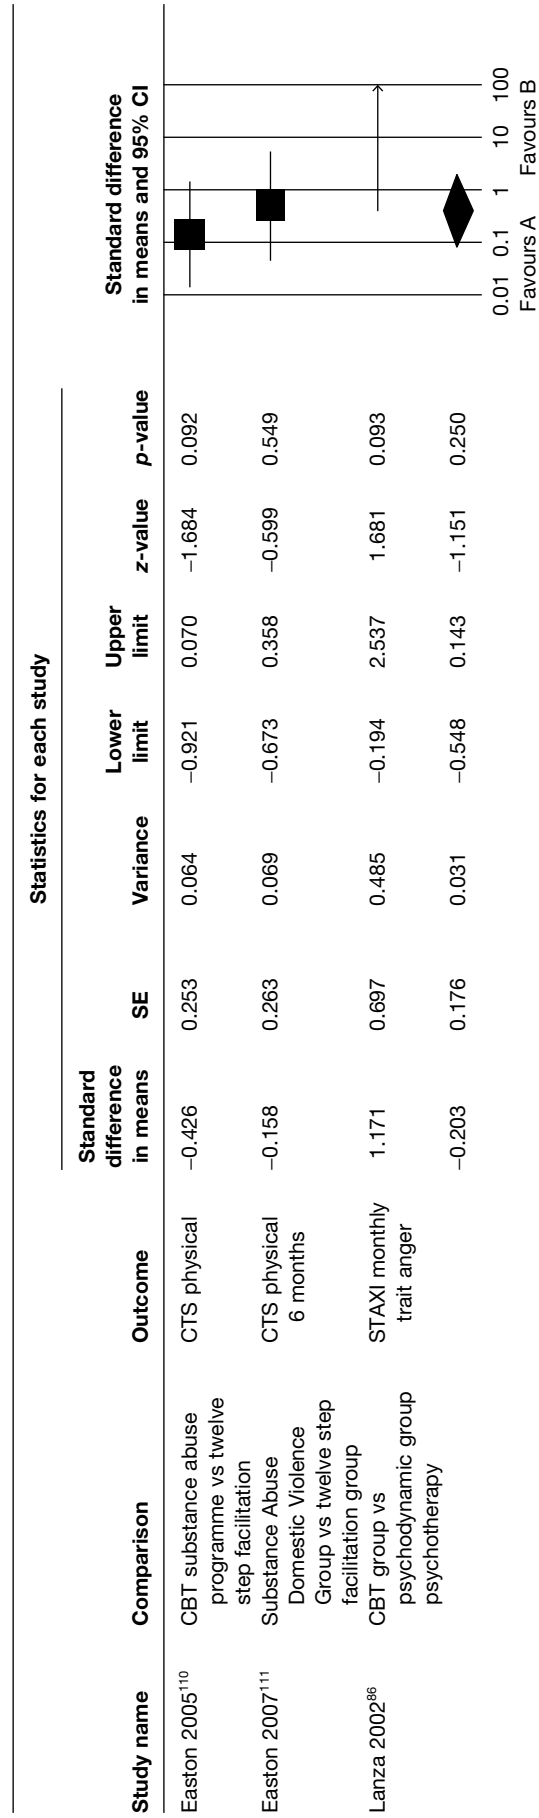 Statistics for each study
Study name Comparison Outcome Standard difference in means SE Variance Lower limit Upper limit z-value p-value Standard difference in means and 95% CI
Easton 2005110 CBT substance abuse programme vs twelve step facilitation CTS physical −0.426 0.253 0.064 −0.921 0.070 −1.684 0.092
Easton 2007111 Substance Abuse Domestic Violence Group vs twelve step facilitation group CTS physical 6 months −0.158 0.263 0.069 −0.673 0.358 −0.599 0.549
Lanza 200286 CBT group vs psychodynamic group psychotherapy STAXI monthly trait anger 1.171 0.697 0.485 −0.194 2.537 1.681 0.093
−0.203 0.176 0.031 −0.548 0.143 −1.151 0.250
0.01 0.1 1 10 100
Favours A Favours B